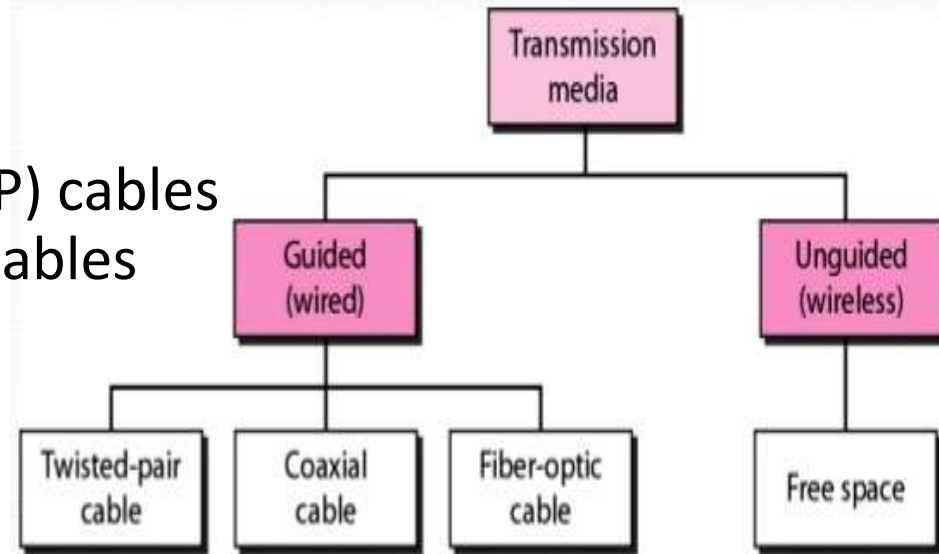 Transmission
media
P) cables
ables
Guided
(wired)
Unguided
(wireless)
Twisted-pair
cable
Coaxial
cable
Fiber-optic
cable
Free space